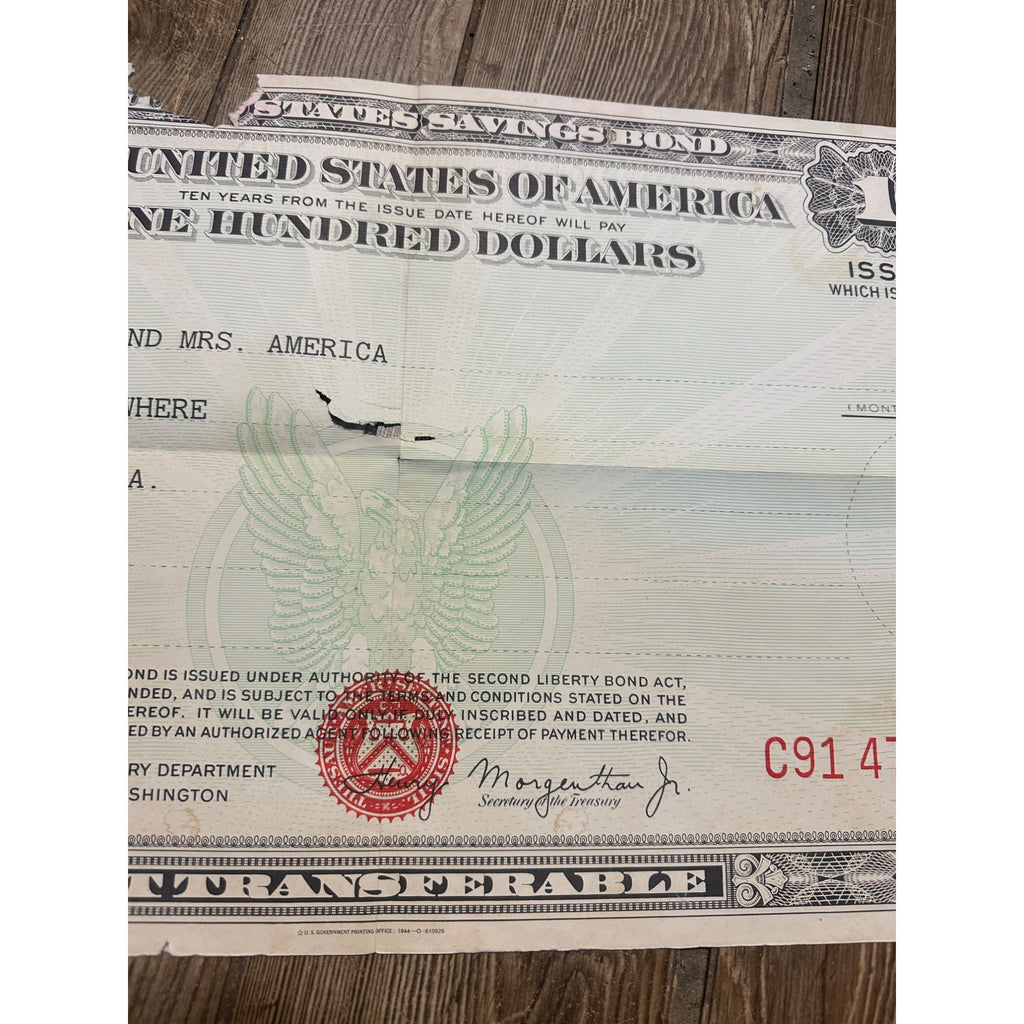 STATES SAVINGS BOND
UNITED STATES OF AMERICA
TEN YEARS FROM THE ISSUE DATE HEREOF WILL PAY
NE HUNDRED DOLLARS
ISS
WHICH IS
ND MRS. AMERICA
WHERE
(MONT
A.
OND IS ISSUED UNDER AUTHORITY OF THE SECOND LIBERTY BOND ACT,
NDED, AND IS SUBJECT TO THE TERMS AND CONDITIONS STATED ON THE
EREOF. IT WILL BE VALID ONLY IF DULY INSCRIBED AND DATED, AND
ED BY AN AUTHORIZED AGENT FOLLOWING RECEIPT OF PAYMENT THEREFOR.
RY DEPARTMENT
SHINGTON
Henry Morgenthau Jr.
Secretary of the Treasury
C91 47
T TRANSFERABLE
☆ U. S. GOVERNMENT PRINTING OFFICE: 1944—O-610929